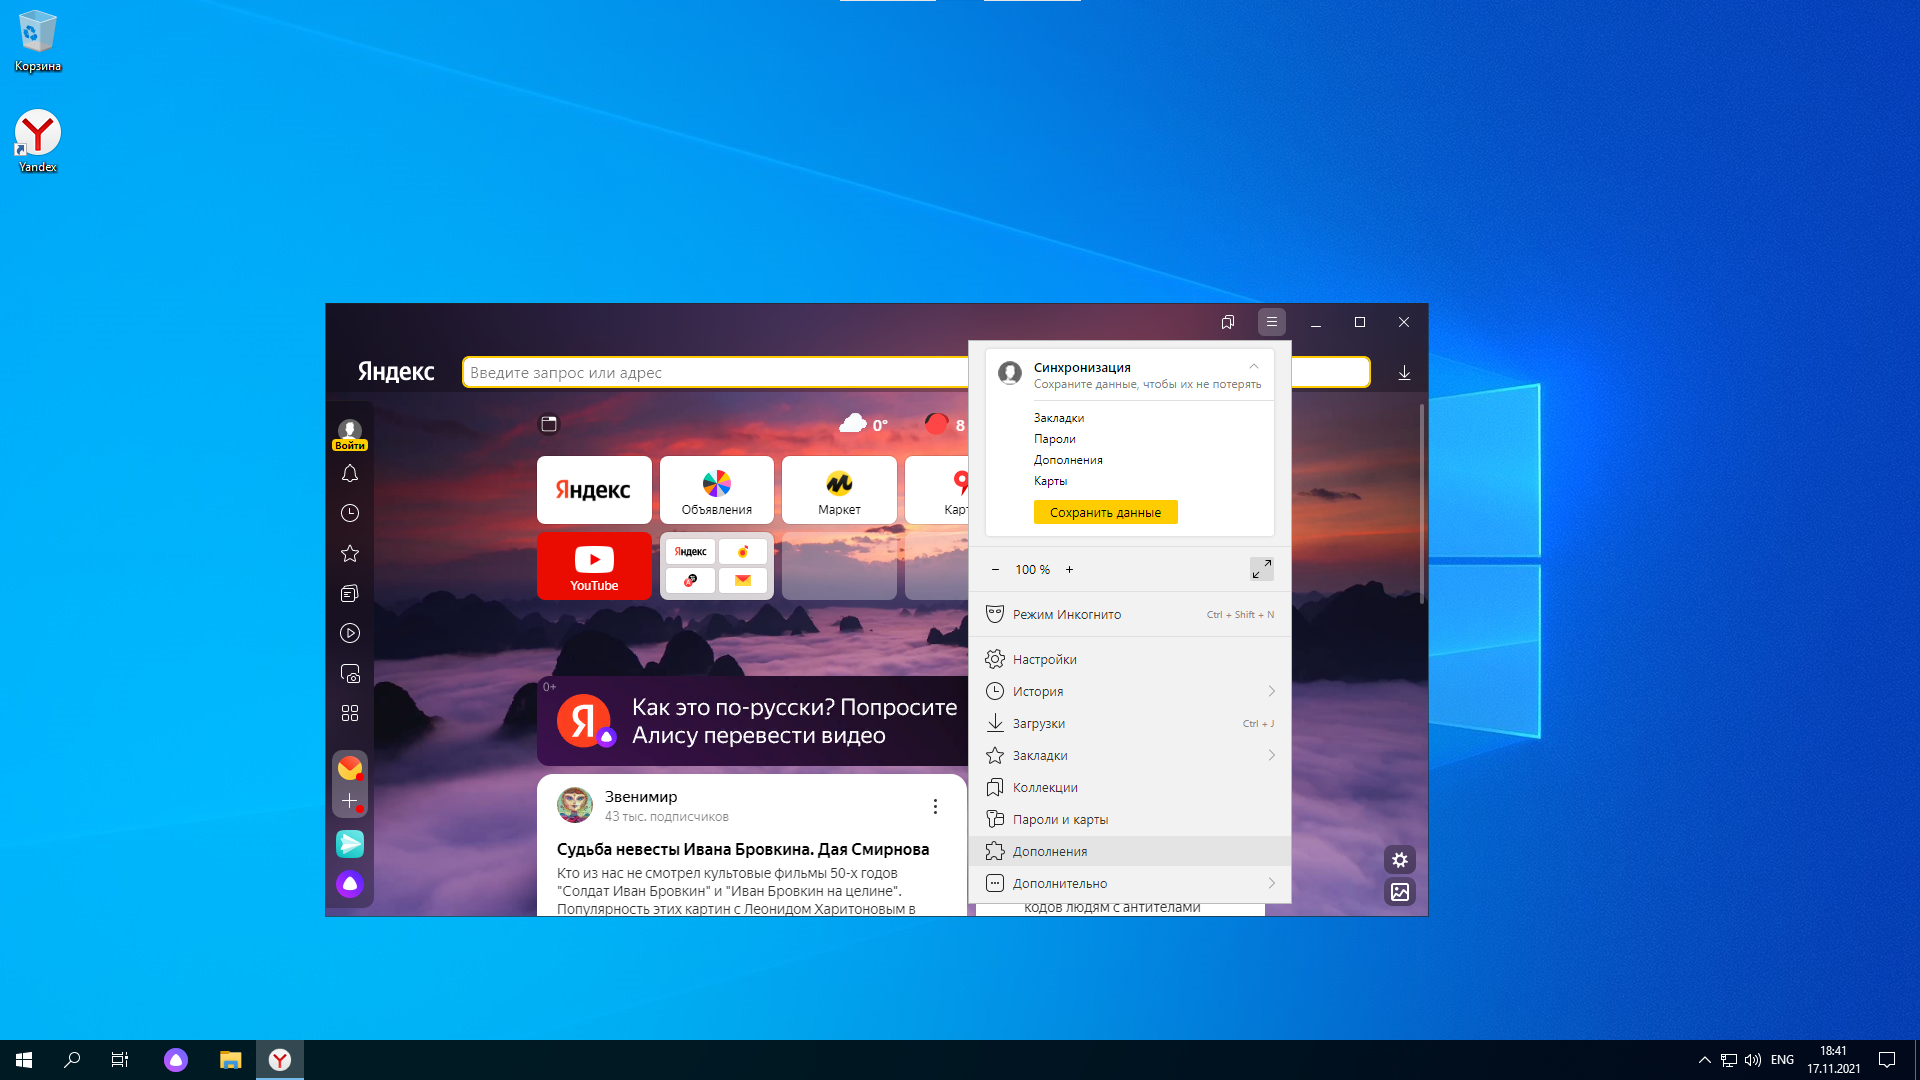 Корзина
Yandex
Яндекс
Введите запрос или адрес
Войти
0°
8
Яндекс
Объявления
Маркет
Карт
YouTube
Яндекс
0+
Как это по-русски? Попросите
Алису перевести видео
Звенимир
43 тыс. подписчиков
Судьба невесты Ивана Бровкина. Дая Смирнова
Кто из нас не смотрел культовые фильмы 50-х годов
"Солдат Иван Бровкин" и "Иван Бровкин на целине".
Популярность этих картин с Леонидом Харитоновым в
Синхронизация
Сохраните данные, чтобы их не потерять
Закладки
Пароли
Дополнения
Карты
Сохранить данные
− 100 % +
Режим Инкогнито Ctrl + Shift + N
Настройки
История
Загрузки Ctrl + J
Закладки
Коллекции
Пароли и карты
Дополнения
Дополнительно
кодов людям с антителами
ENG
18:41
17.11.2021